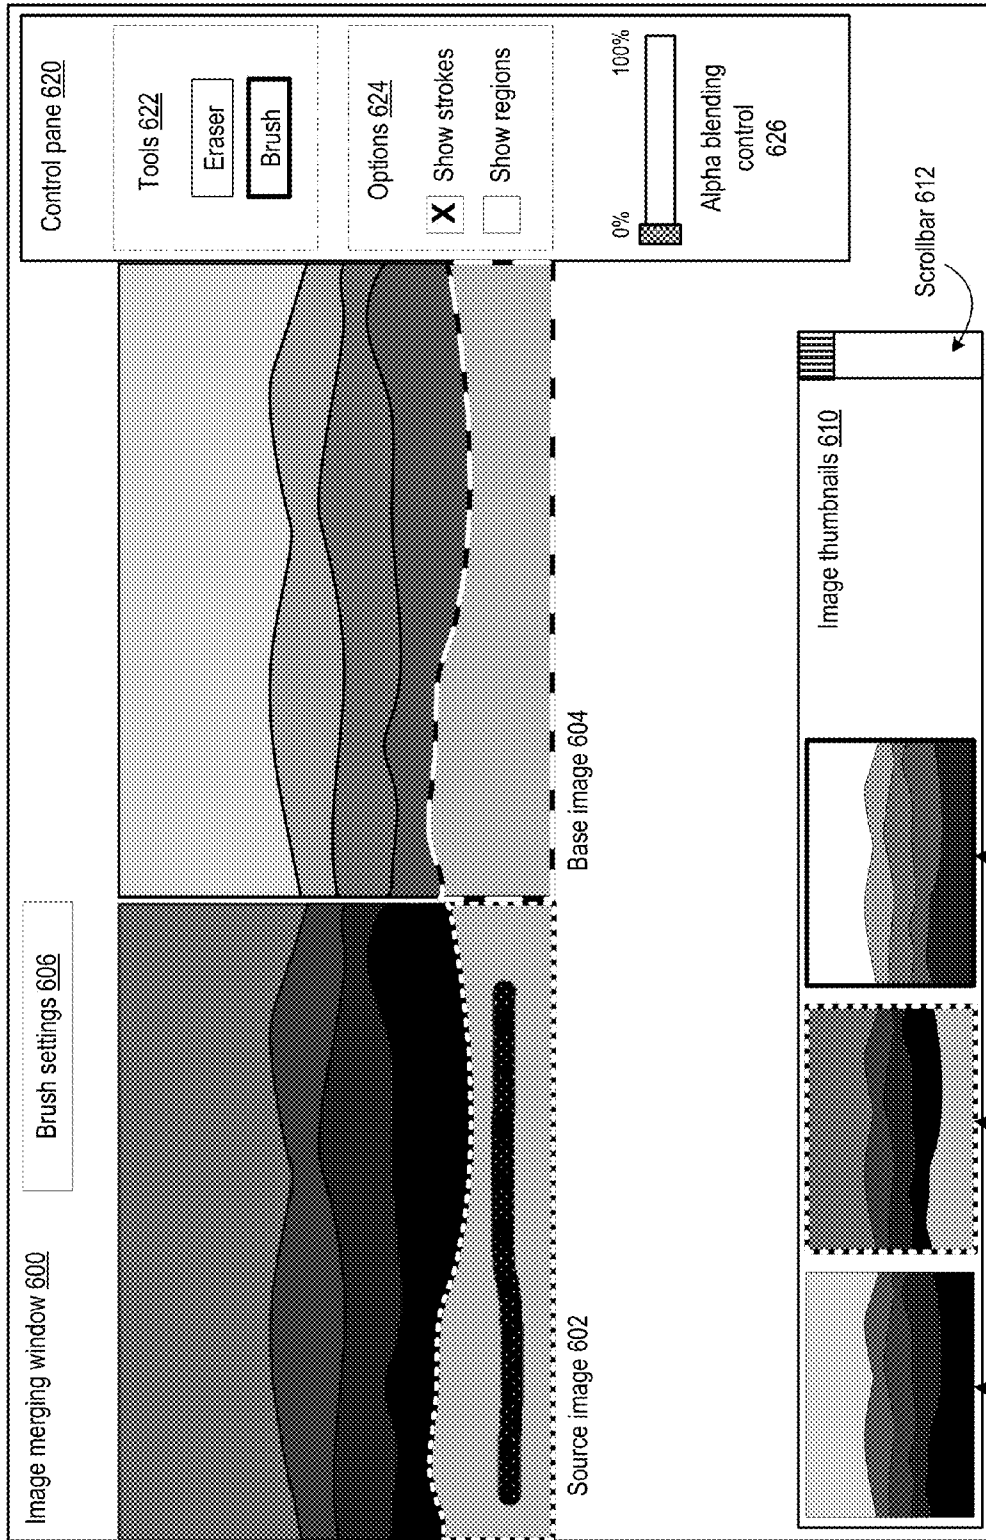 Image merging window 600
Brush settings 606
Control pane 620
Tools 622
Eraser
Brush
Options 624
X Show strokes
Show regions
0%
100%
Alpha blending
control
626
Source image 602
Base image 604
Image thumbnails 610
Scrollbar 612